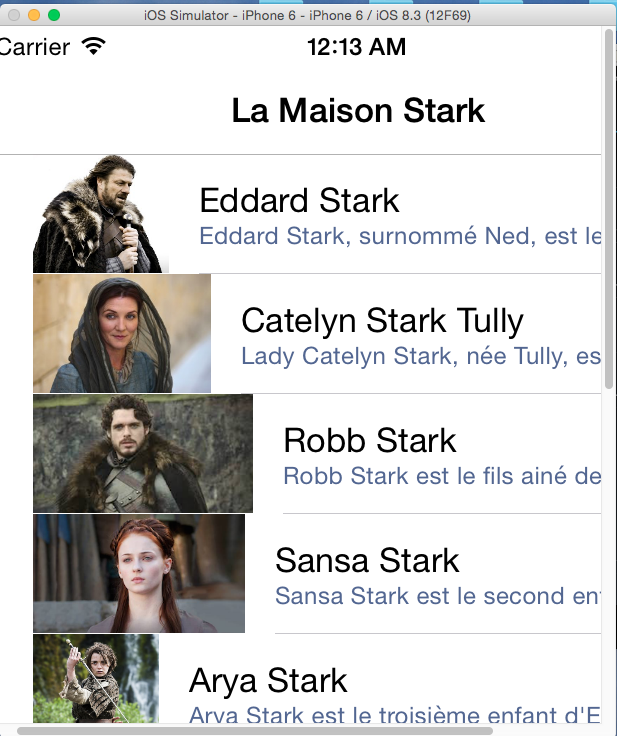 iOS Simulator - iPhone 6 - iPhone 6 / iOS 8.3 (12F69)
Carrier 12:13 AM
La Maison Stark
Eddard Stark
Eddard Stark, surnommé Ned, est le
Catelyn Stark Tully
Lady Catelyn Stark, née Tully, es
Robb Stark
Robb Stark est le fils ainé de
Sansa Stark
Sansa Stark est le second en
Arya Stark
Arya Stark est le troisième enfant d'E